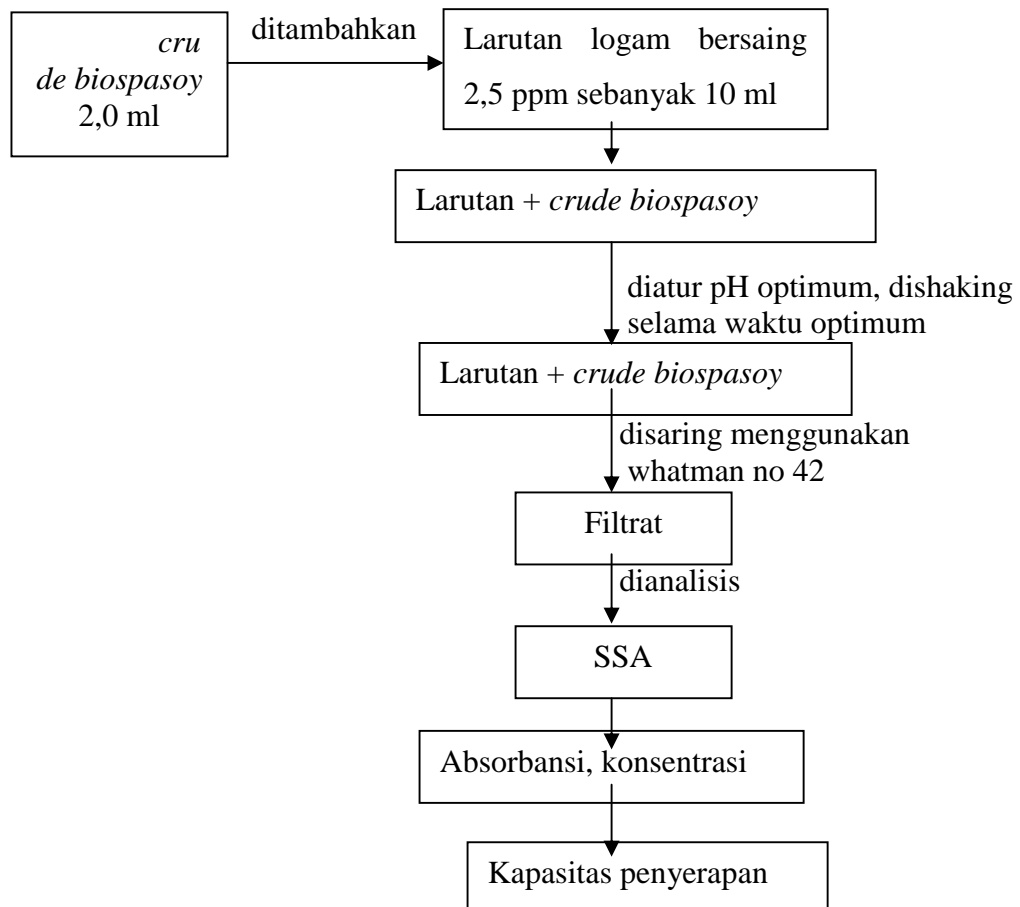 cru
de biospasoy
2,0 ml
ditambahkan
Larutan logam bersaing
2,5 ppm sebanyak 10 ml
Larutan + crude biospasoy
diatur pH optimum, dishaking
selama waktu optimum
Larutan + crude biospasoy
disaring menggunakan
whatman no 42
Filtrat
dianalisis
SSA
Absorbansi, konsentrasi
Kapasitas penyerapan